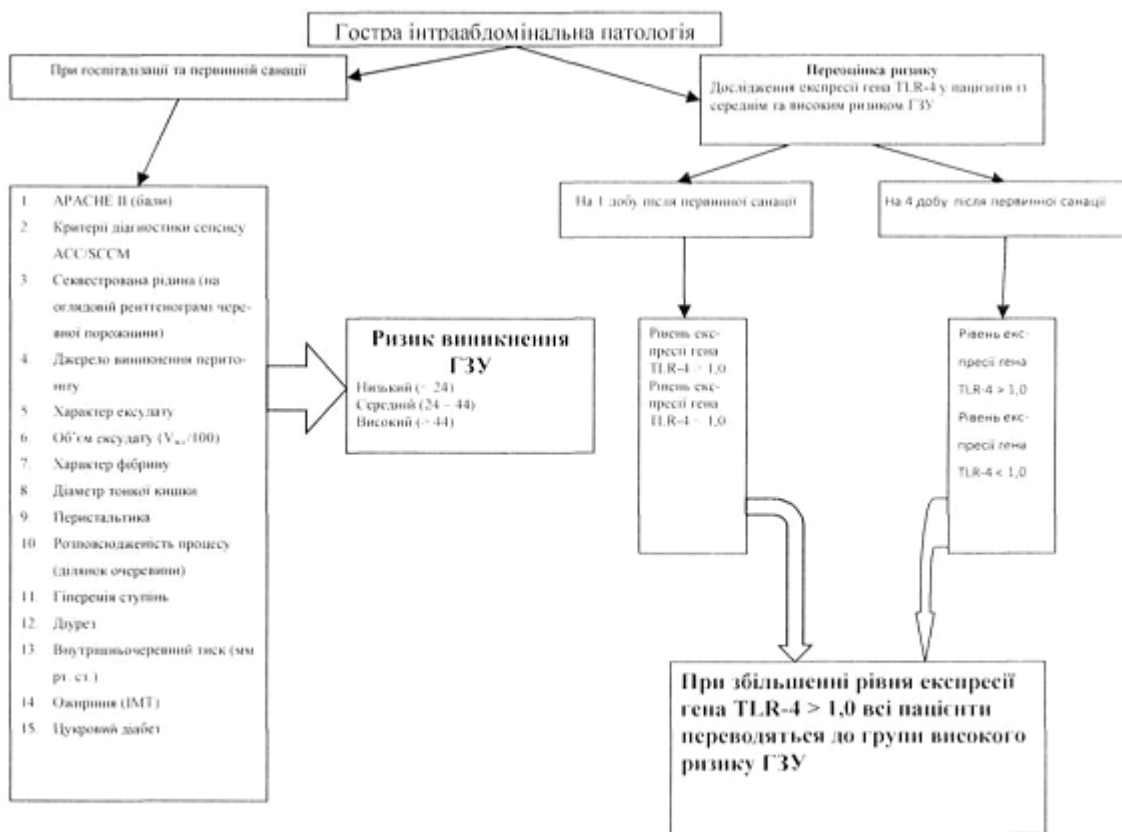 Гостра інтраабдомінальна патологія
При госпіталізації та первинній санації
Переоцінка ризику
Дослідження експресії гена TLR-4 у пацієнтів із
середнім та високим ризиком ГЗУ
1 APACHE II (бали)
2. Критерії діагностики сепсису
ACC/SCCM
3. Секвестрована рідина (на
оглядовій рентгенограмі черев-
ної порожнини)
4. Джерело виникнення перито-
ніту
5 Характер ексудату
6. Об'єм ексудату (V /100)
7. Характер фібрину
8. Діаметр тонкої кишки
9. Перистальтика
10. Розповсюдженість процесу
(ділянок очеревини)
11. Гіперемія ступінь
12. Діурез
13. Внутрішньочеревний тиск (мм
рт. ст.)
14. Ожиріння (ІМТ)
15. Цукровий діабет
Ризик виникнення
ГЗУ
Низький ( 24)
Середній (24 – 44)
Високий ( 44)
На 1 добу після первинної санації
На 4 добу після первинної санації
Рівень екс-
пресії гена
TLR-4 1,0
Рівень екс-
пресії гена
TLR-4 1,0
Рівень екс-
пресії гена
TLR-4 > 1,0
Рівень екс-
пресії гена
TLR-4 < 1,0
При збільшенні рівня експресії
гена TLR-4 > 1,0 всі пацієнти
переводяться до групи високого
ризику ГЗУ